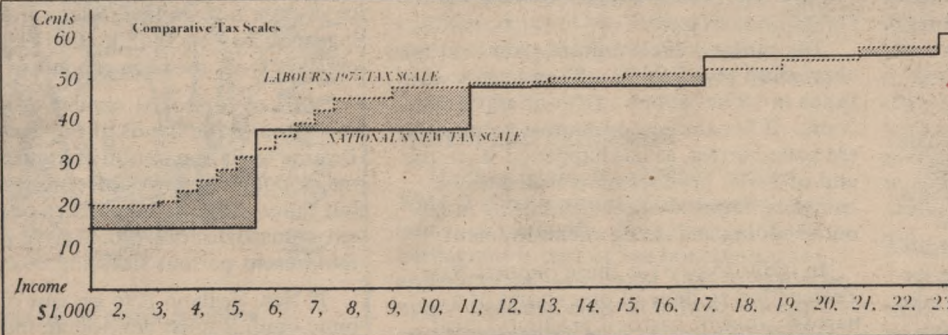 Cents
Comparative Tax Scales
60
LABOUR'S 1975 TAX SCALE
50
40
NATIONAL'S NEW TAX SCALE
30
20
10
Income
$1,000 2, 3, 4, 5, 6, 7, 8, 9, 10, 11, 12, 13. 14. 15, 16, 17. 18. 19. 20. 21. 22.